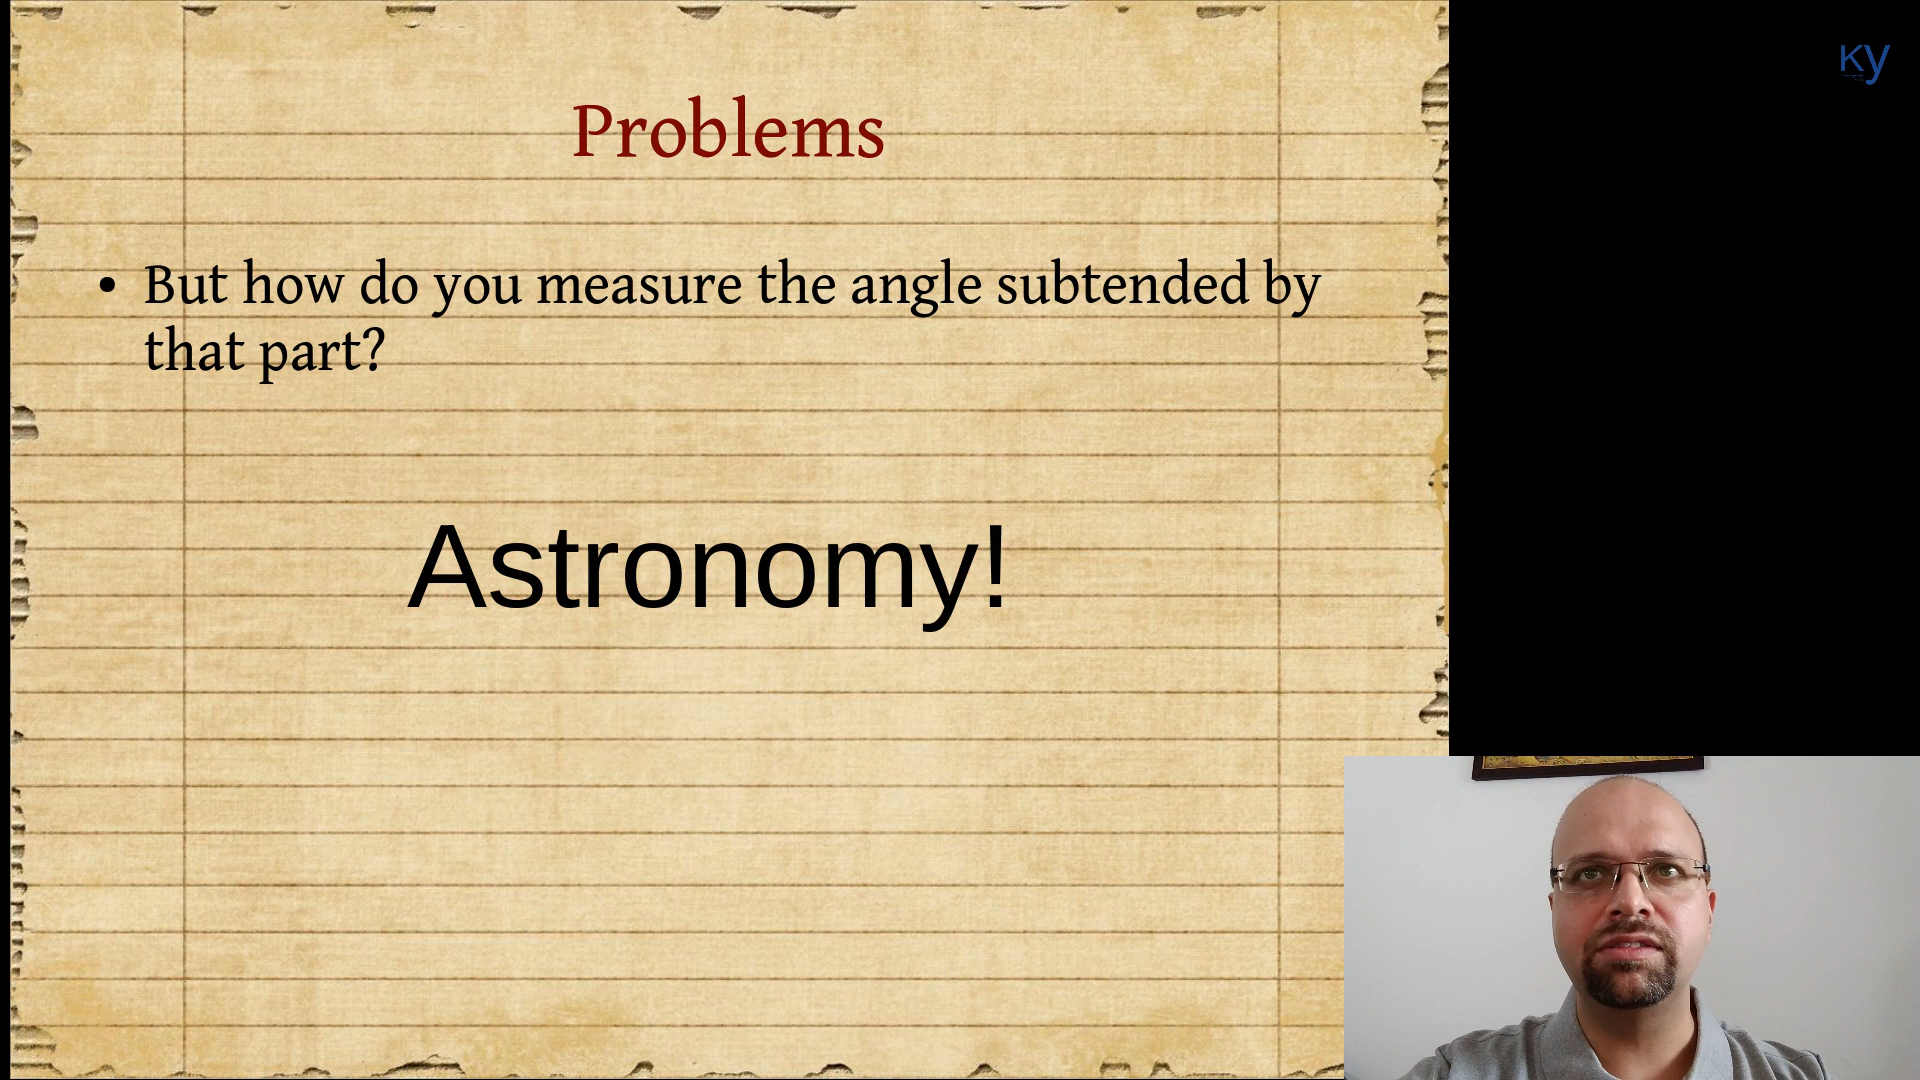 Problems
• But how do you measure the angle subtended by
that part?
Astronomy!
Ky